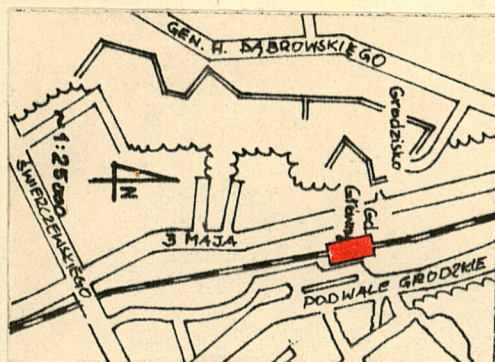 GEN. H. DĄBROWSKIEGO
Grodzisko
~1:25000
N
ŚWIERCZEWSKIEGO
3 MAJA
Gd.
Główny
PODWALE GRODZKIE